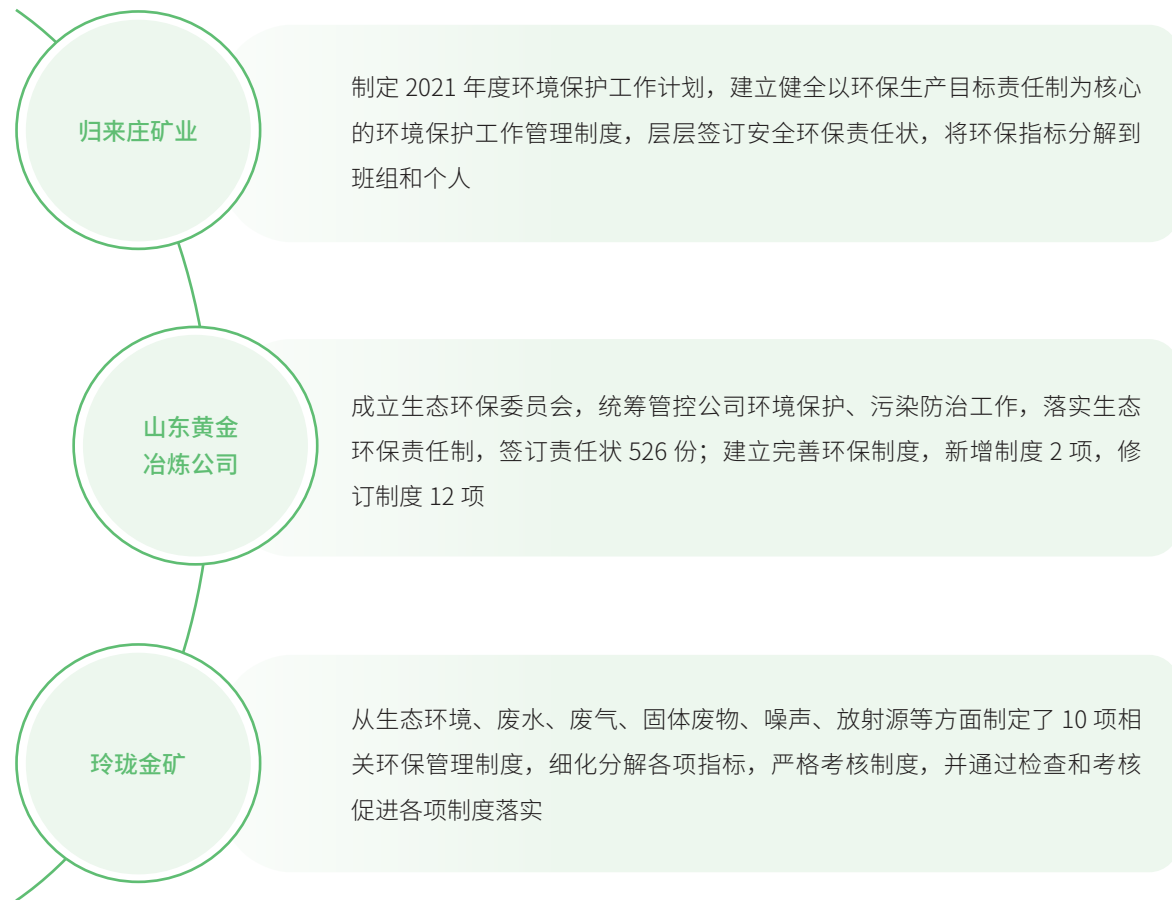 归来庄矿业
制定 2021 年度环境保护工作计划，建立健全以环保生产目标责任制为核心
的环境保护工作管理制度，层层签订安全环保责任状，将环保指标分解到
班组和个人
山东黄金
冶炼公司
成立生态环保委员会，统筹管控公司环境保护、污染防治工作，落实生态
环保责任制，签订责任状 526 份；建立完善环保制度，新增制度 2 项，修
订制度 12 项
玲珑金矿
从生态环境、废水、废气、固体废物、噪声、放射源等方面制定了 10 项相
关环保管理制度，细化分解各项指标，严格考核制度，并通过检查和考核
促进各项制度落实